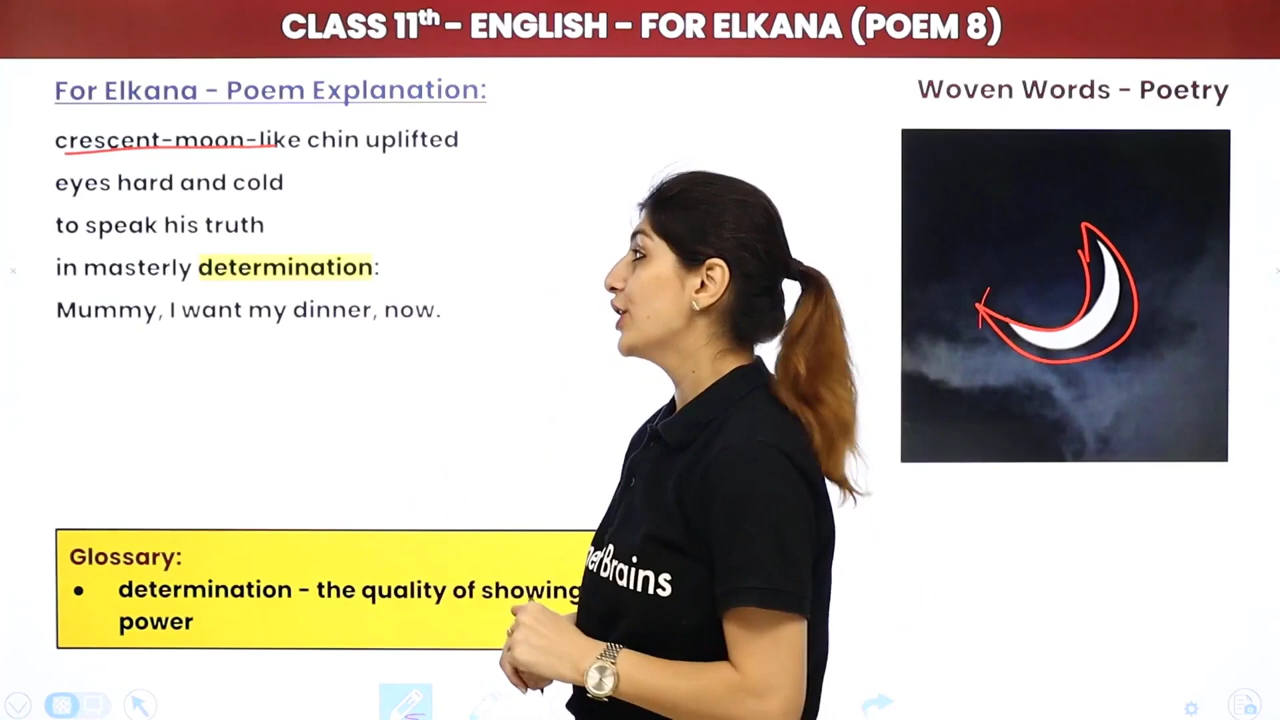 CLASS 11th – ENGLISH – FOR ELKANA (POEM 8)
For Elkana – Poem Explanation:
Woven Words – Poetry
crescent-moon-like chin uplifted
eyes hard and cold
to speak his truth
in masterly determination:
Mummy, I want my dinner, now.
Glossary:
● determination – the quality of showing
power
Brains